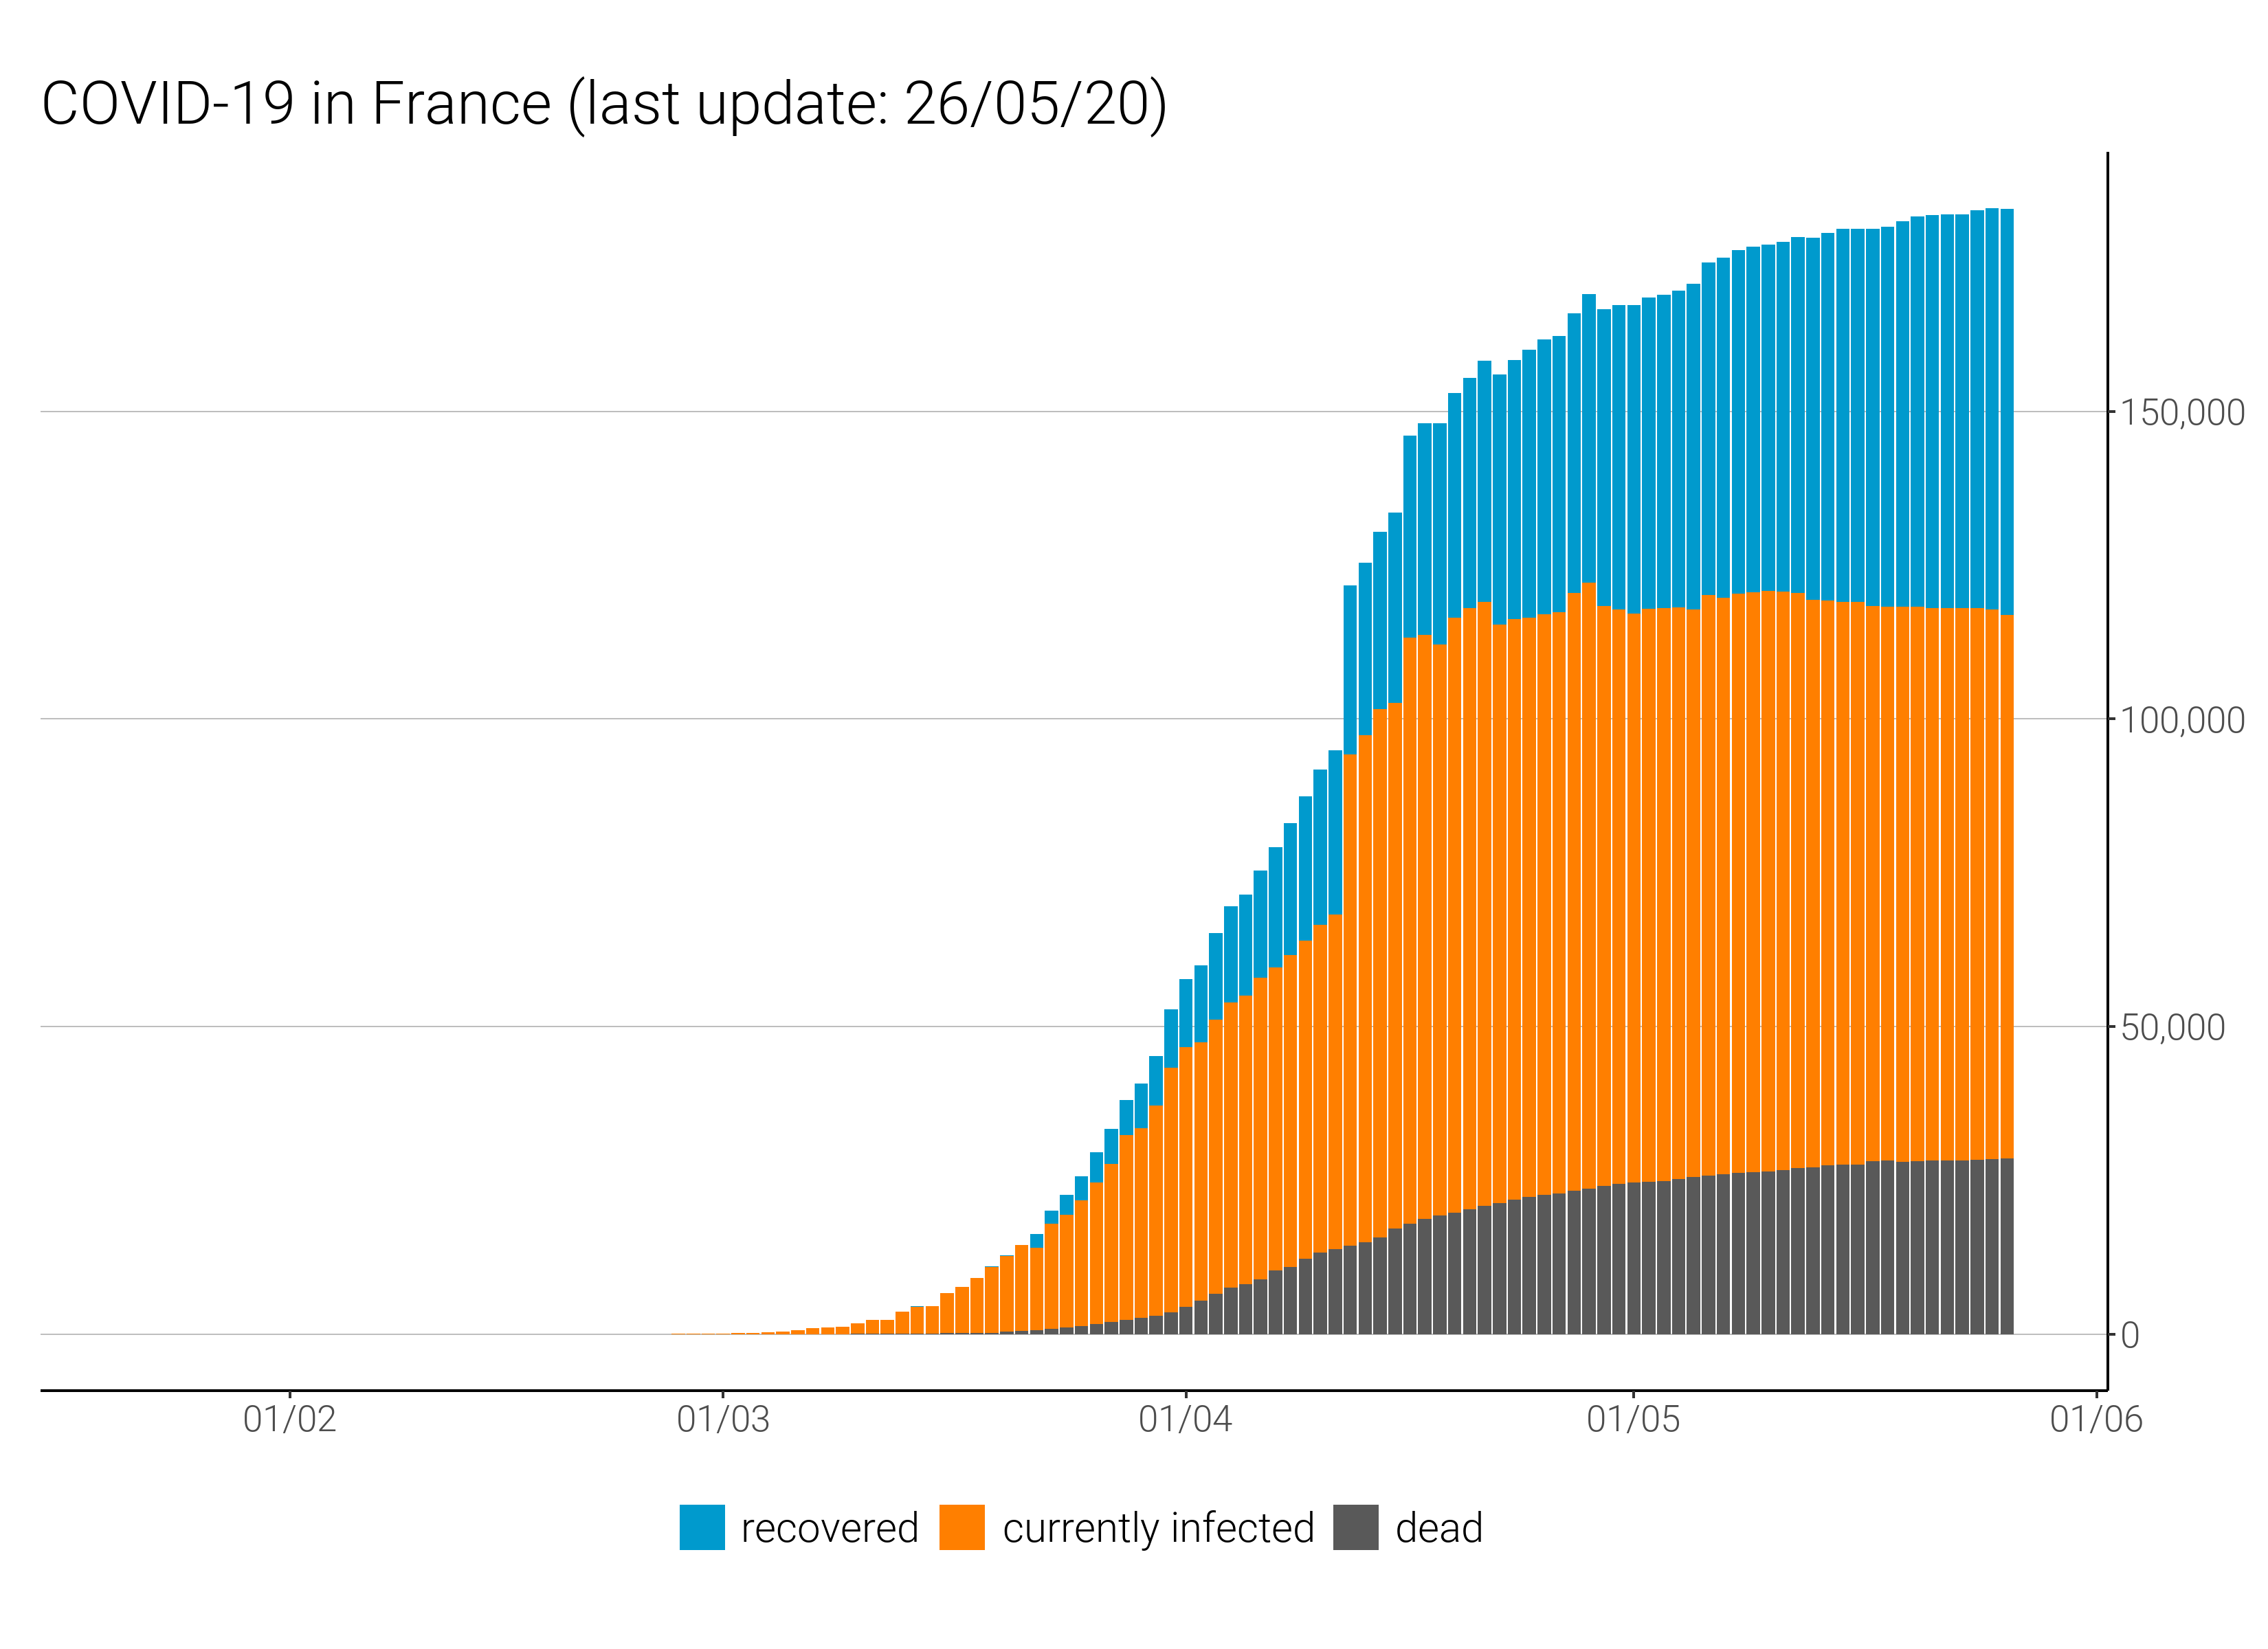 COVID-19 in France (last update: 26/05/20)
150,000
100,000
50,000
0
01/02 01/03 01/04 01/05 01/06
recovered currently infected dead